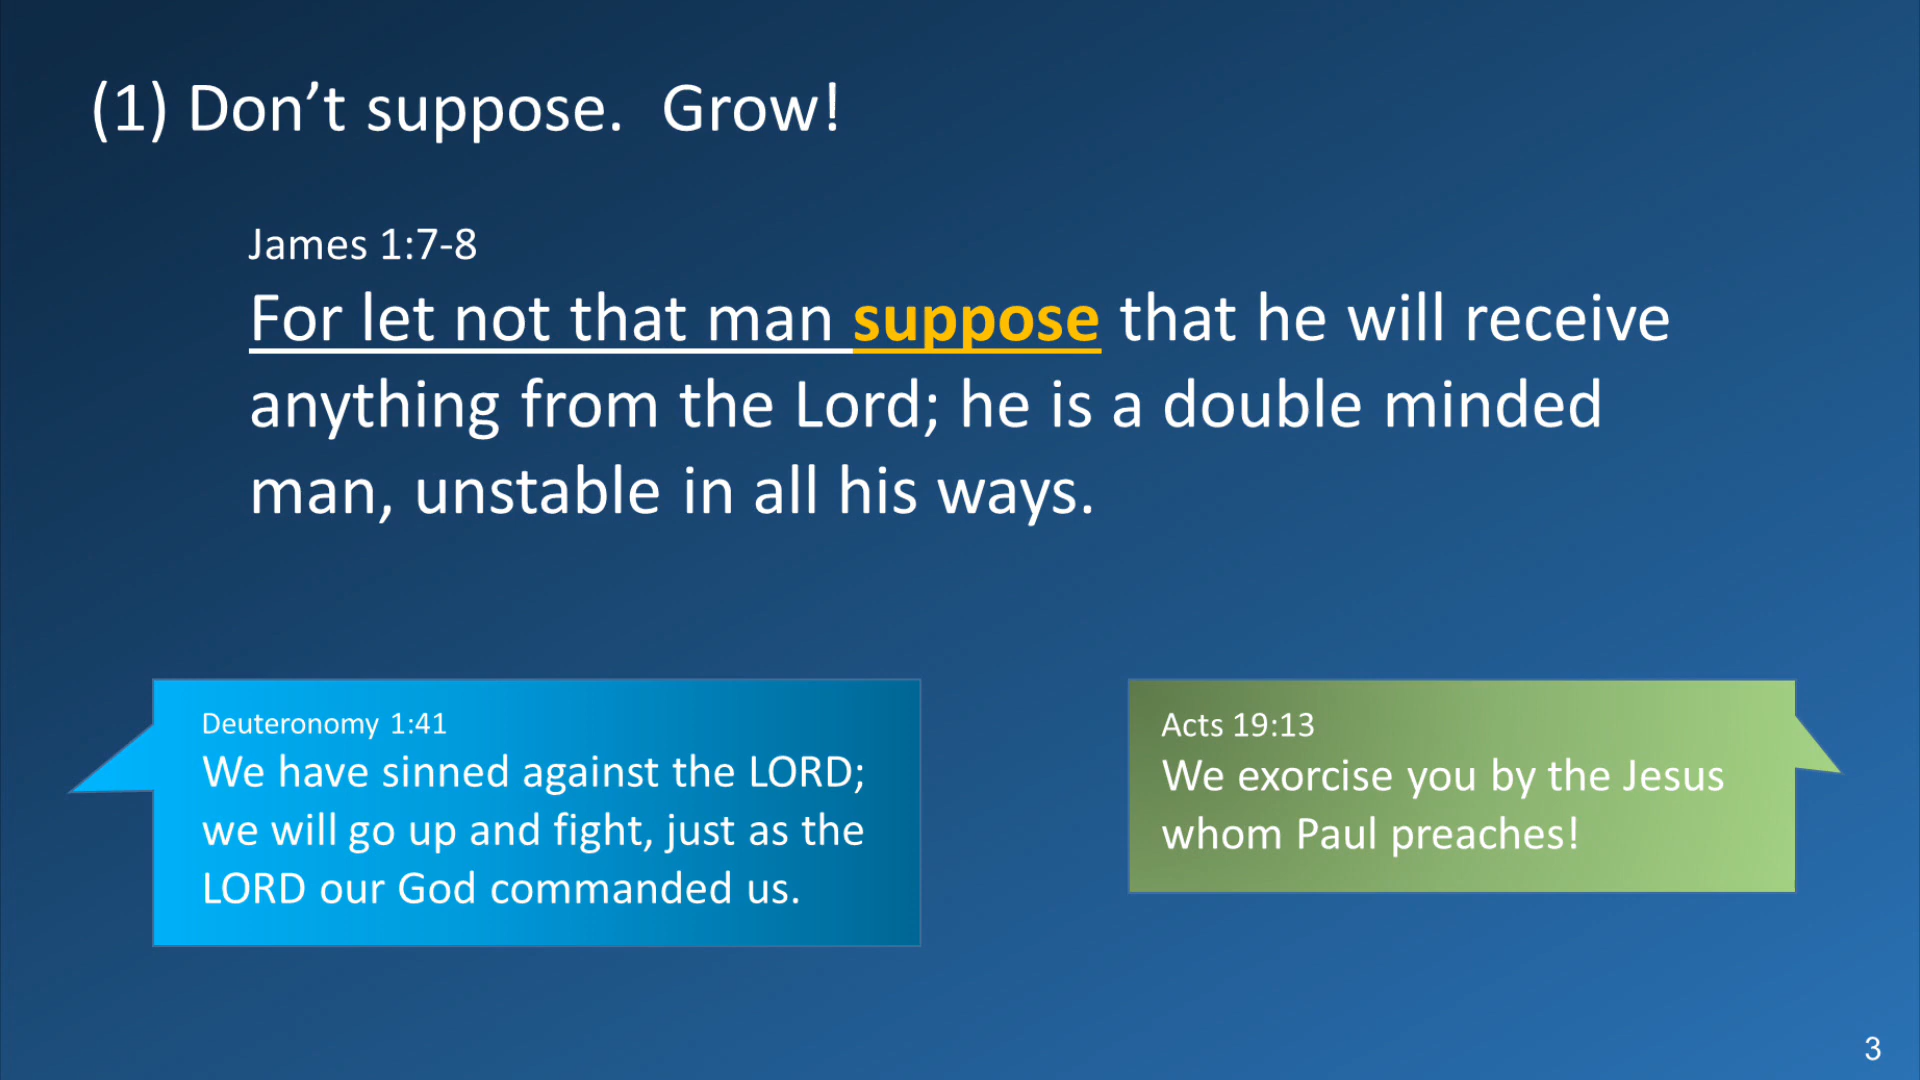 (1) Don’t suppose.  Grow!
James 1:7-8
For let not that man suppose that he will receive
anything from the Lord; he is a double minded
man, unstable in all his ways.
Deuteronomy 1:41
We have sinned against the LORD;
we will go up and fight, just as the
LORD our God commanded us.
Acts 19:13
We exorcise you by the Jesus
whom Paul preaches!
3